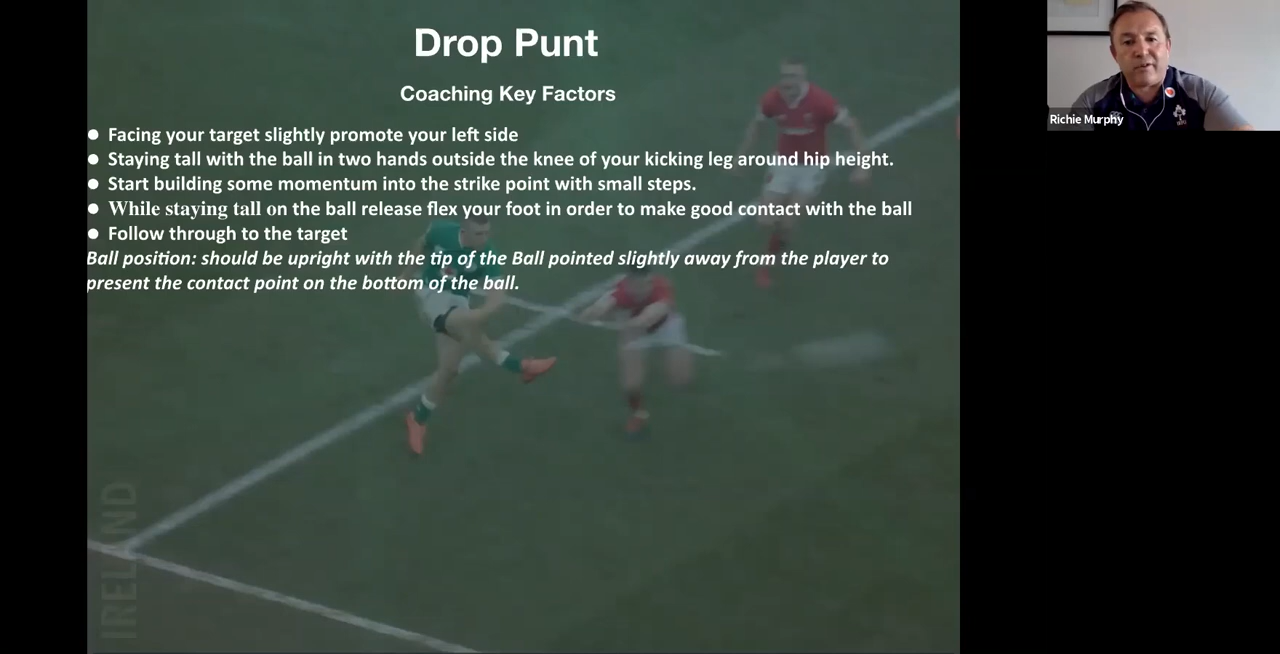 Drop Punt
Coaching Key Factors
● Facing your target slightly promote your left side
● Staying tall with the ball in two hands outside the knee of your kicking leg around hip height.
● Start building some momentum into the strike point with small steps.
● While staying tall on the ball release flex your foot in order to make good contact with the ball
● Follow through to the target
Ball position: should be upright with the tip of the Ball pointed slightly away from the player to
present the contact point on the bottom of the ball.
IRELAND
Richie Murphy